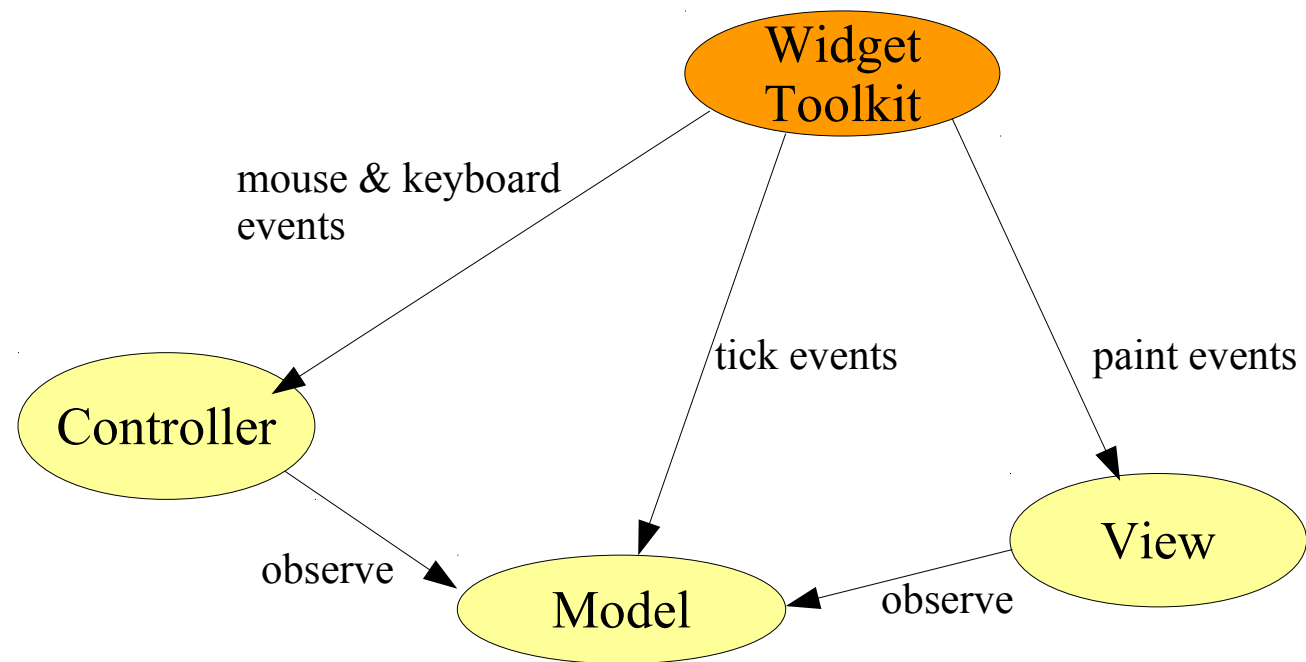 Widget
Toolkit
mouse & keyboard
events
tick events
paint events
Controller
View
observe
Model
observe